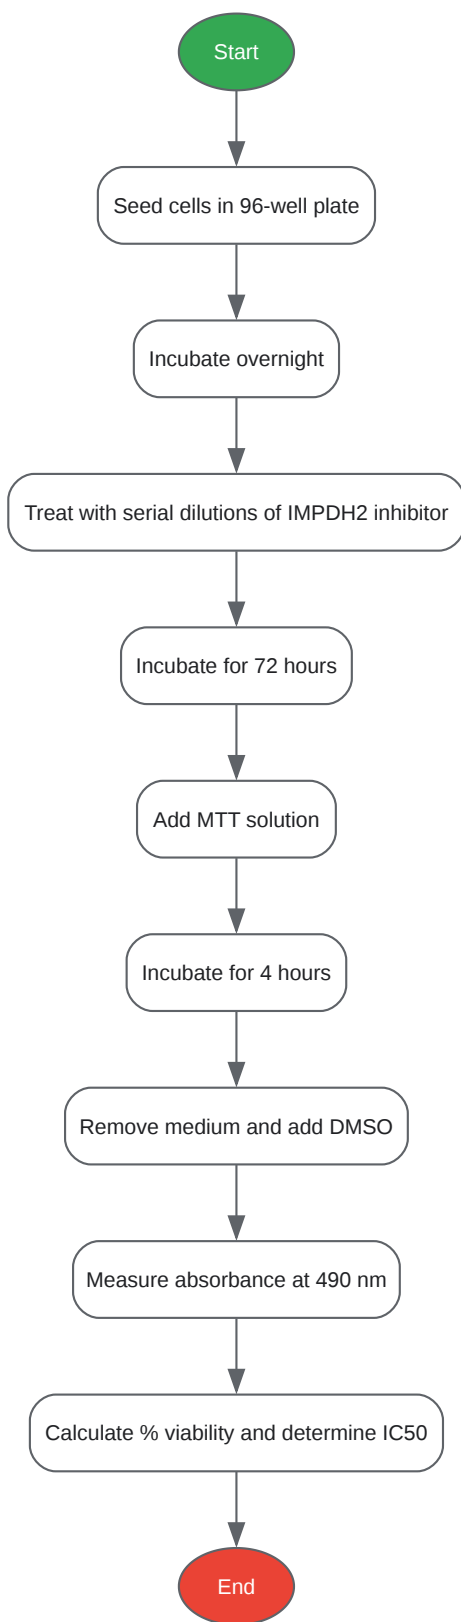 Start
Seed cells in 96-well plate
Incubate overnight
Treat with serial dilutions of IMPDH2 inhibitor
Incubate for 72 hours
Add MTT solution
Incubate for 4 hours
Remove medium and add DMSO
Measure absorbance at 490 nm
Calculate % viability and determine IC50
End